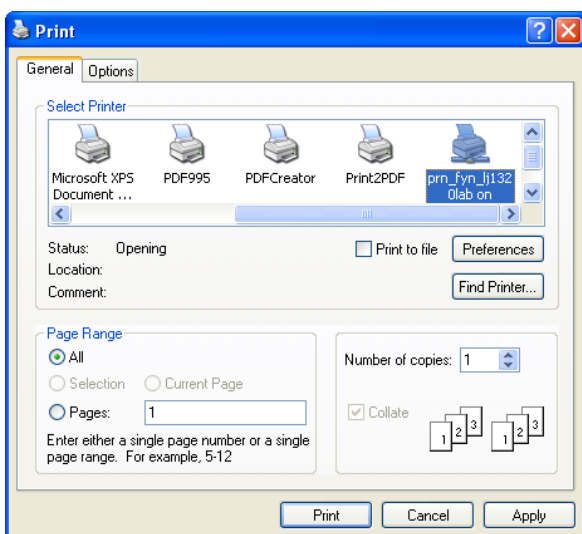 Print
General Options
Select Printer
Microsoft XPS PDF995 PDFCreator Print2PDF prn_fyn_lj132
Document ... 0lab on
Status: Opening Print to file Preferences
Location:
Comment: Find Printer...
Page Range
All Number of copies: 1
Selection Current Page
Pages: 1 Collate
1 2 3 1 2 3
Enter either a single page number or a single
page range. For example, 5-12
Print Cancel Apply